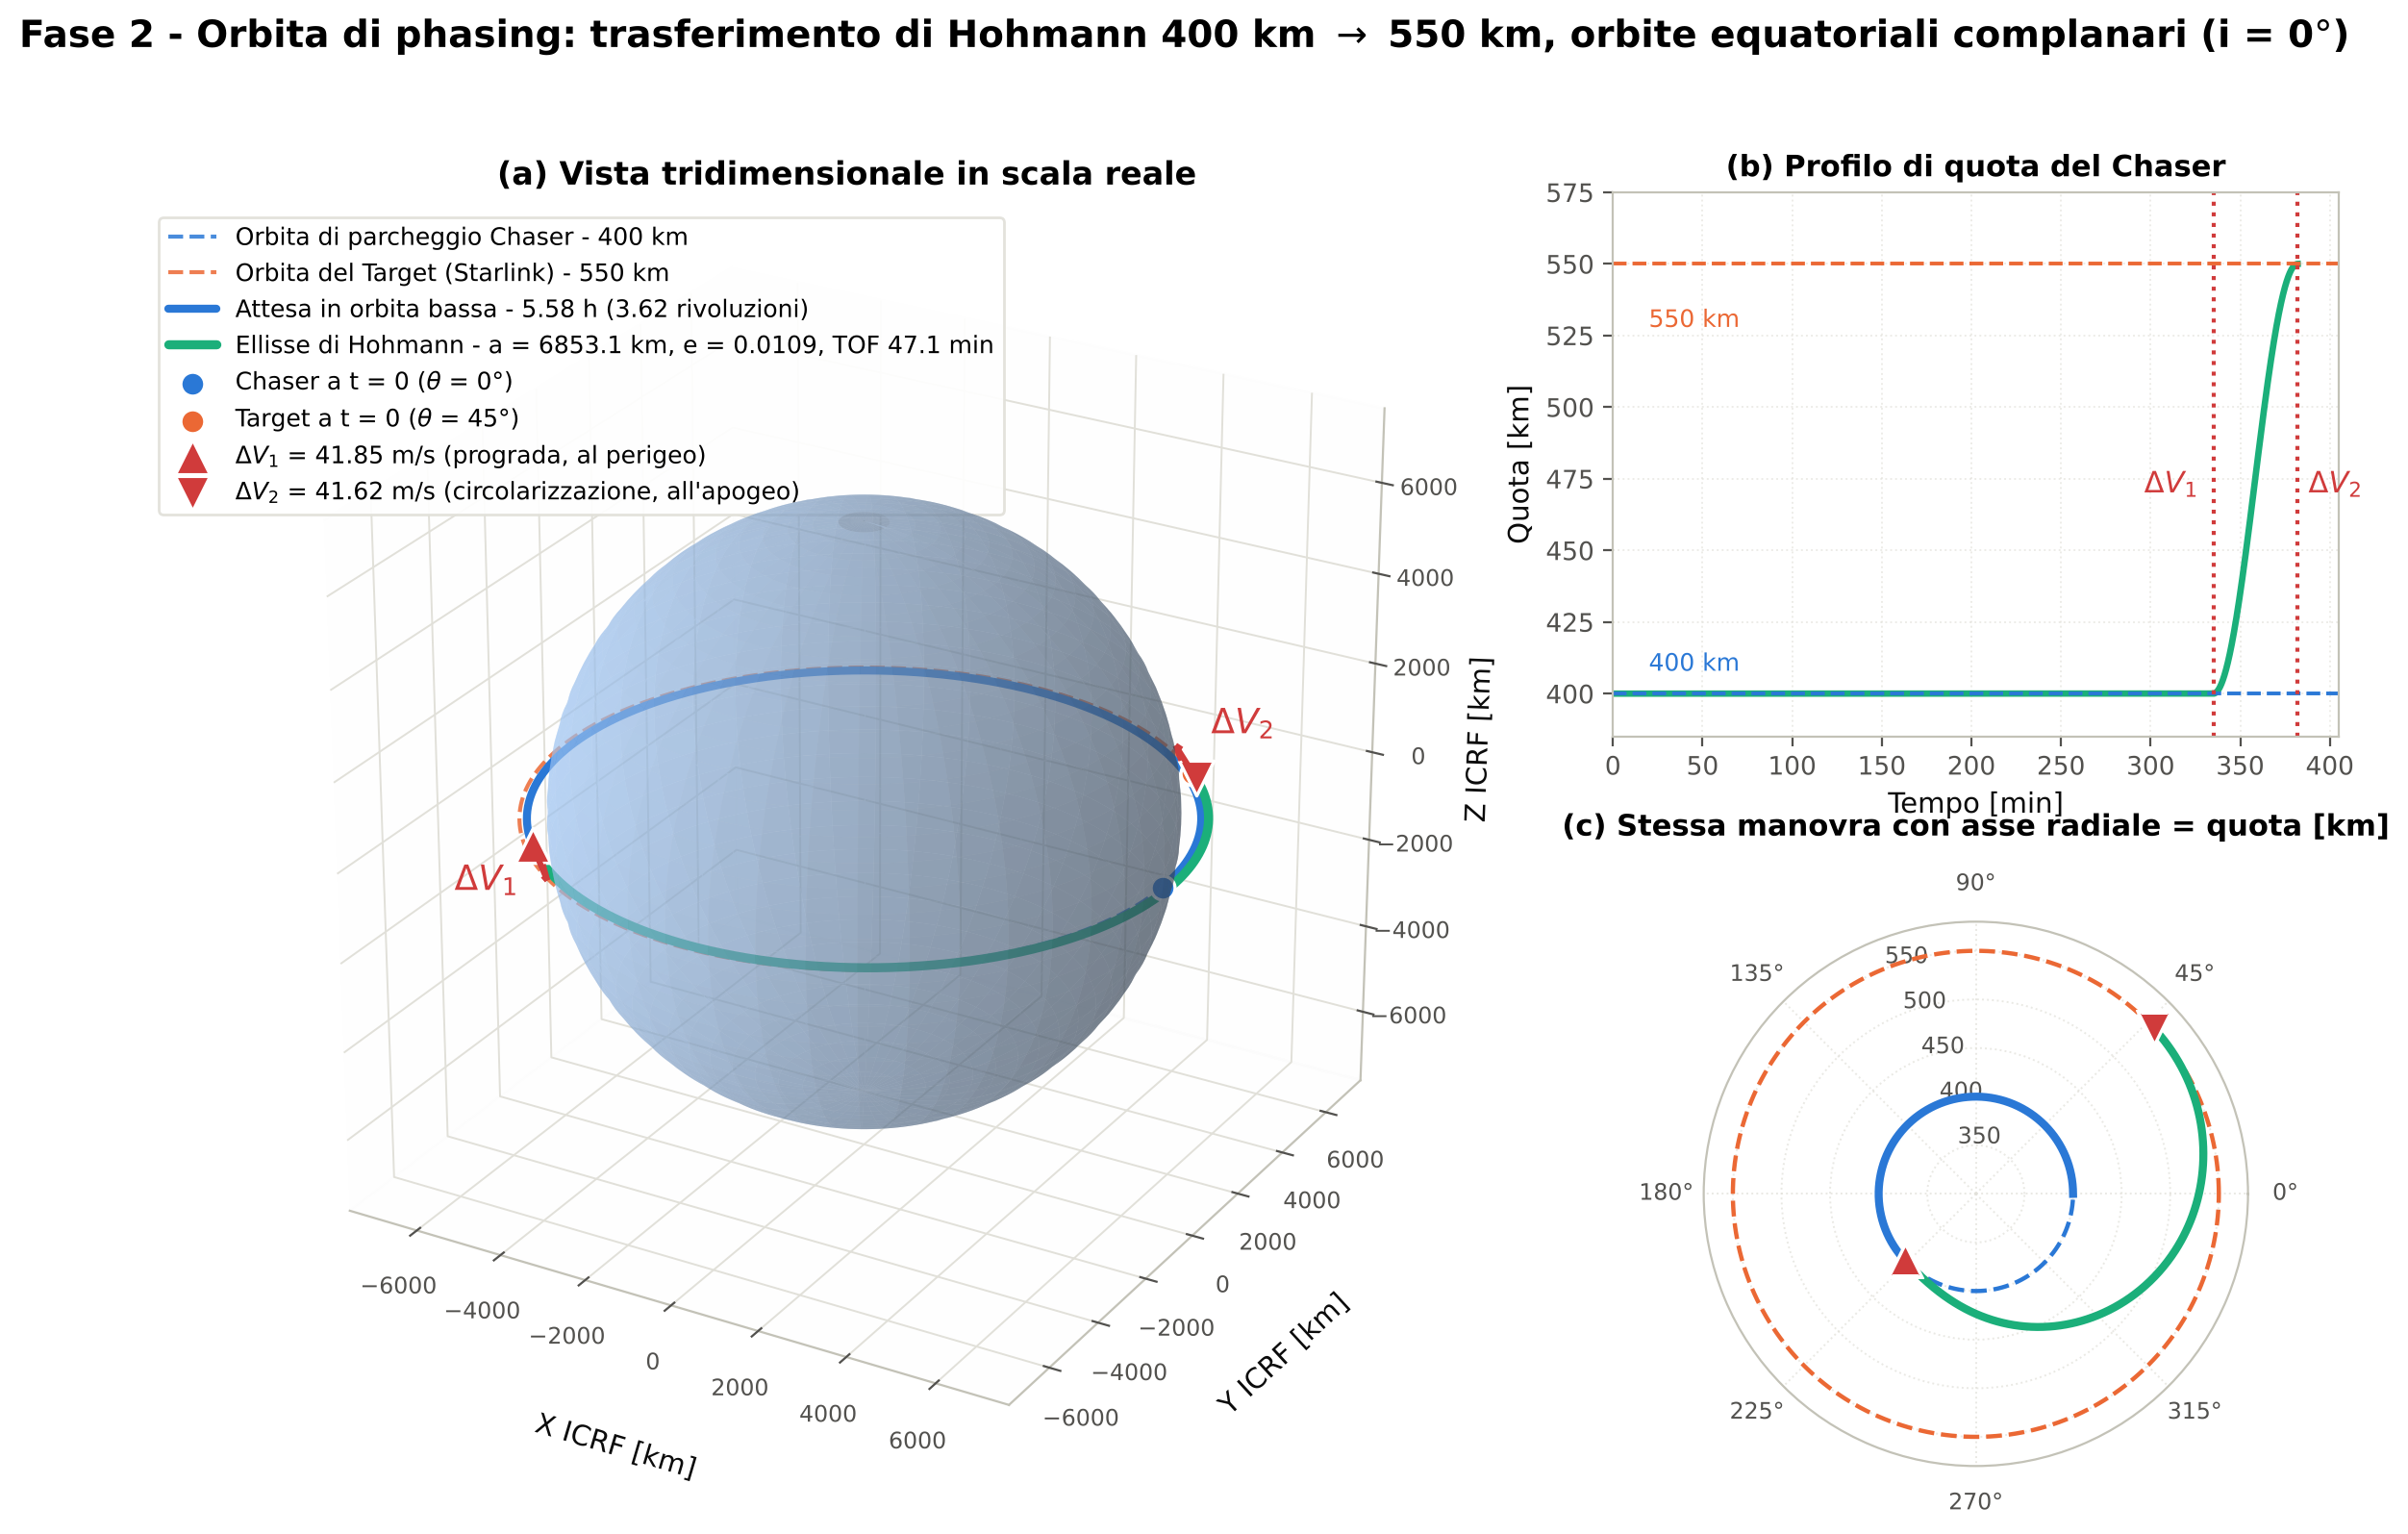 Fase 2 - Orbita di phasing: trasferimento di Hohmann 400 km → 550 km, orbite equatoriali complanari (i = 0°)
(a) Vista tridimensionale in scala reale
Orbita di parcheggio Chaser - 400 km
Orbita del Target (Starlink) - 550 km
Attesa in orbita bassa - 5.58 h (3.62 rivoluzioni)
Ellisse di Hohmann - a = 6853.1 km, e = 0.0109, TOF 47.1 min
Chaser a t = 0 (θ = 0°)
Target a t = 0 (θ = 45°)
ΔV₁ = 41.85 m/s (prograda, al perigeo)
ΔV₂ = 41.62 m/s (circolarizzazione, all'apogeo)
ΔV₁
ΔV₂
6000
4000
2000
0
−2000
−4000
−6000
Z ICRF [km]
−6000
−4000
−2000
0
2000
4000
6000
X ICRF [km]
6000
4000
2000
0
−2000
−4000
−6000
Y ICRF [km]
(b) Profilo di quota del Chaser
575
550
525
500
475
450
425
400
Quota [km]
550 km
400 km
ΔV₁
ΔV₂
0
50
100
150
200
250
300
350
400
Tempo [min]
(c) Stessa manovra con asse radiale = quota [km]
90°
135°
45°
180°
0°
225°
315°
270°
550
500
450
400
350